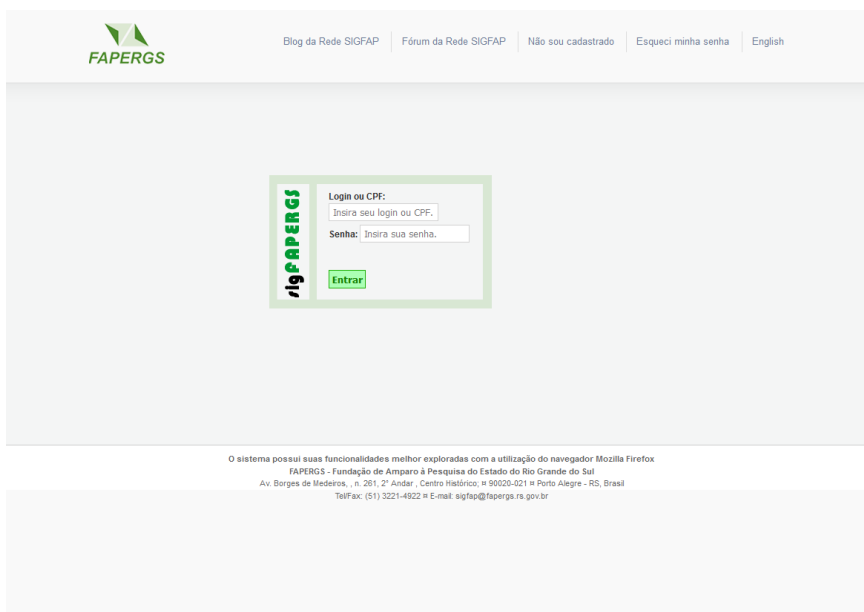 FAPERGS
Blog da Rede SIGFAP
Fórum da Rede SIGFAP
Não sou cadastrado
Esqueci minha senha
English
sigFAPERGS
Login ou CPF:
Insira seu login ou CPF.
Senha: Insira sua senha.
Entrar
O sistema possui suas funcionalidades melhor exploradas com a utilização do navegador Mozilla Firefox
FAPERGS - Fundação de Amparo à Pesquisa do Estado do Rio Grande do Sul
Av. Borges de Medeiros, , n. 261, 2° Andar , Centro Histórico; ¤ 90020-021 ¤ Porto Alegre - RS, Brasil
Tel/Fax: (51) 3221-4922 ¤ E-mail: sigfap@fapergs.rs.gov.br